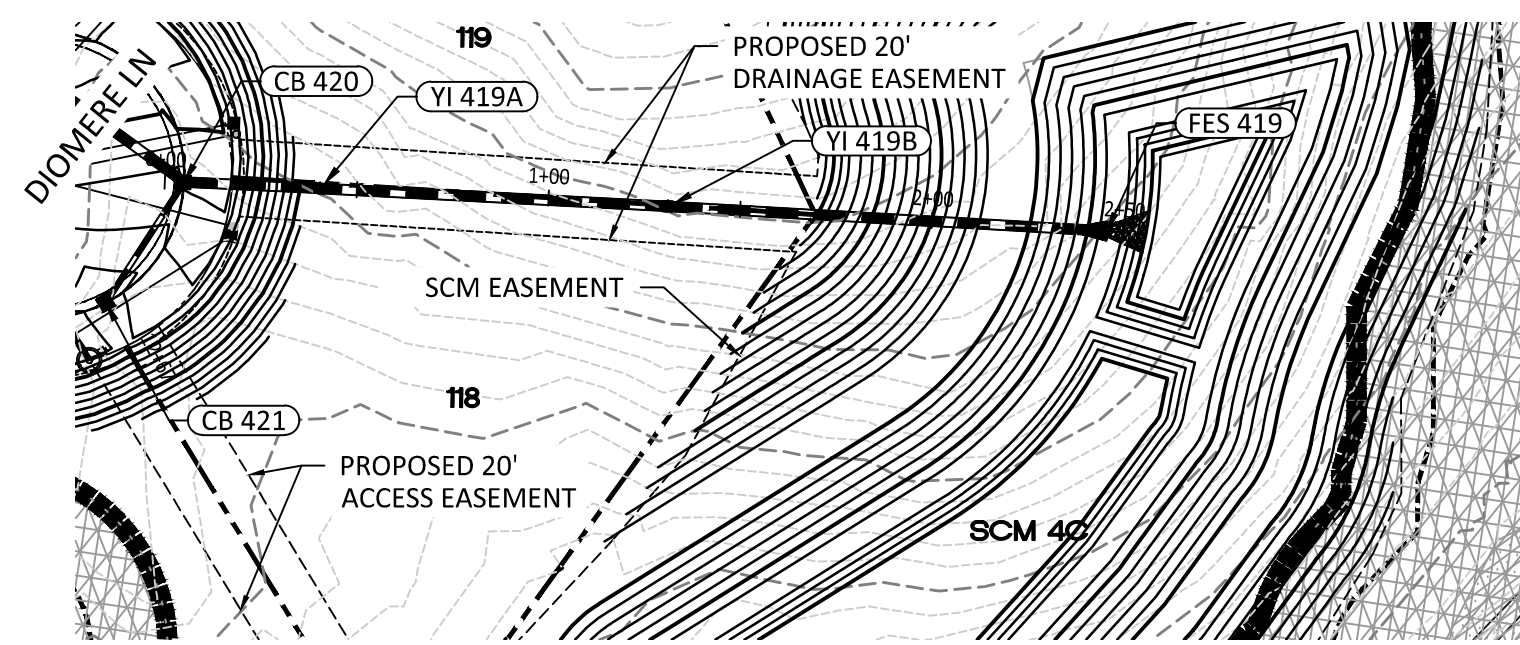 119
PROPOSED 20'
DRAINAGE EASEMENT
DIOMERE LN
CB 420
YI 419A
YI 419B
FES 419
1+00
2+00
2+50
SCM EASEMENT
118
CB 421
PROPOSED 20'
ACCESS EASEMENT
SCM 4C